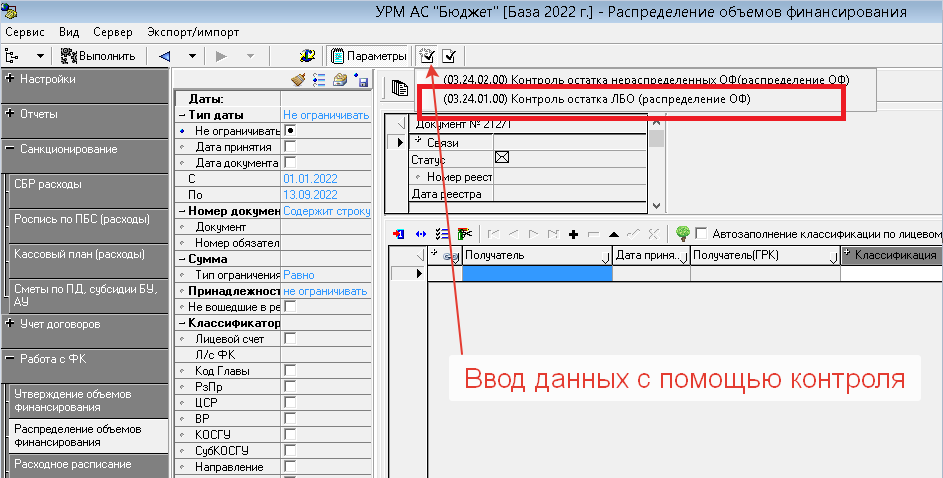 УРМ АС "Бюджет" [База 2022 г.] - Распределение объемов финансирования
Сервис Вид Сервер Экспорт/импорт
Выполнить Параметры
(03.24.02.00) Контроль остатка нераспределенных ОФ(распределение ОФ)
(03.24.01.00) Контроль остатка ЛБО (распределение ОФ)
Настройки
Отчеты
Санкционирование
СБР расходы
Роспись по ПБС (расходы)
Кассовый план (расходы)
Сметы по ПД, субсидии БУ,
АУ
Учет договоров
Работа с ФК
Утверждение объемов
финансирования
Распределение объемов
финансирования
Расходное расписание
Даты:
Тип даты Не ограничивать
Не ограничивать
Дата принятия
Дата документа
С 01.01.2022
По 13.09.2022
Номер докумен Содержит строку
Документ
Номер обязател
Сумма
Тип ограничения Равно
Принадлежност не ограничивать
Не вошедшие в ре
Классификатор
Лицевой счет
Л/с ФК
Код Главы
РзПр
ЦСР
ВР
КОСГУ
СубКОСГУ
Направление
Документ № 212/1
Связи
Статус
Номер реест
Дата реестра
Автозаполнение классификации по лицевом
Получатель Дата приня.. Получатель(ГРК) Классификация
Ввод данных с помощью контроля